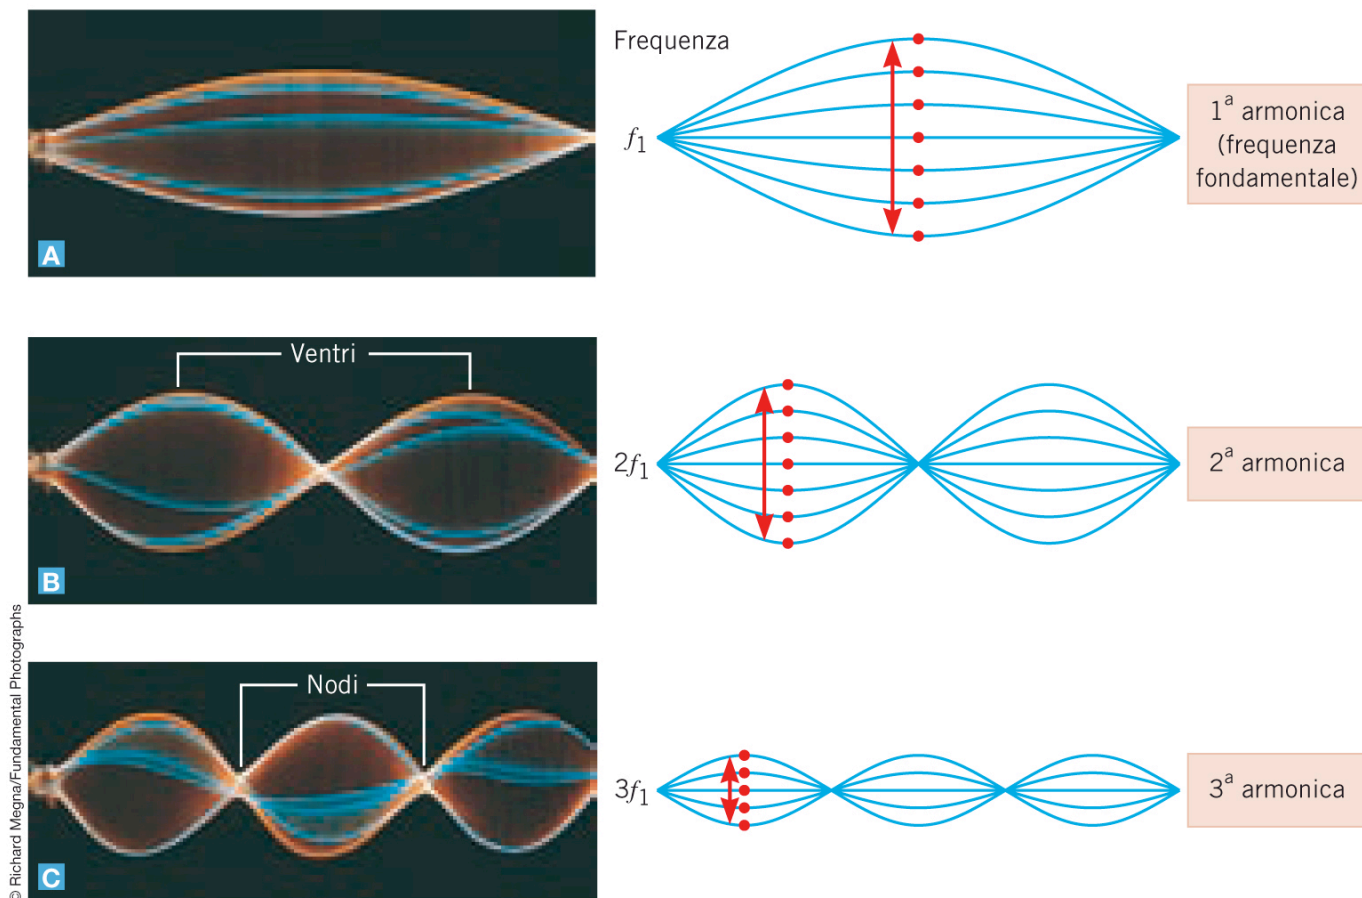 Frequenza
f₁
1ª armonica
(frequenza
fondamentale)
A
Ventri
2f₁
2ª armonica
B
Nodi
3f₁
3ª armonica
C
© Richard Megna/Fundamental Photographs